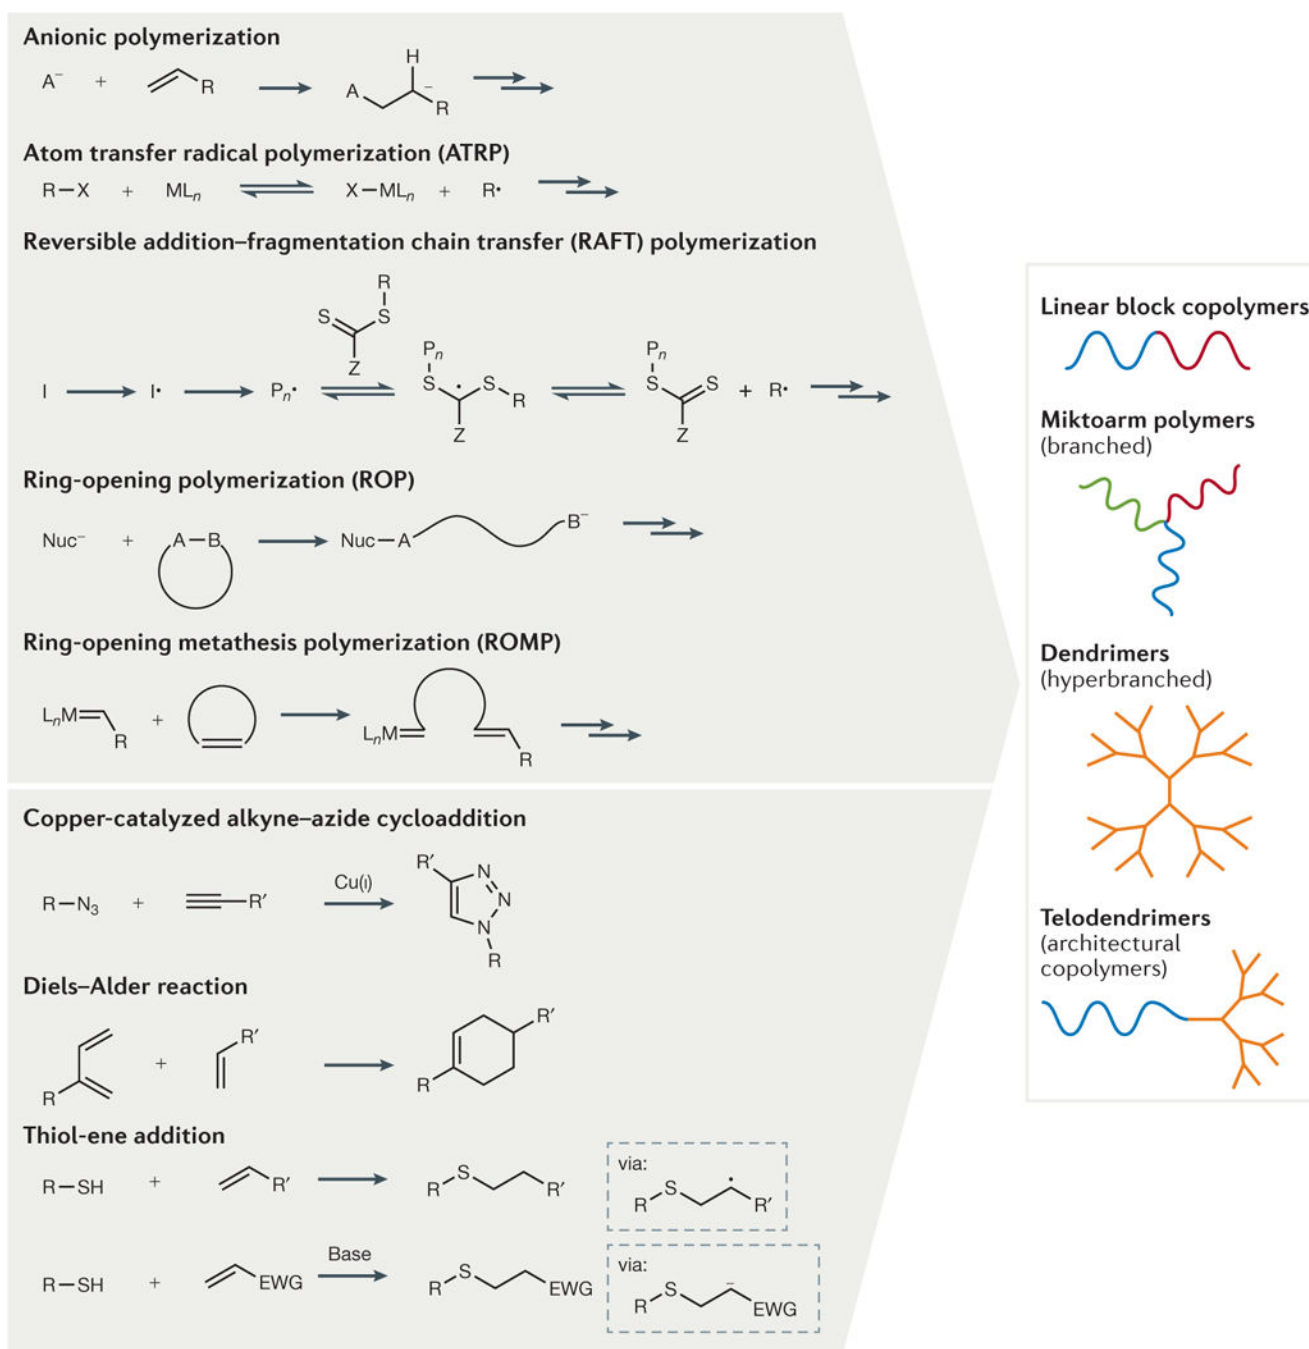 Anionic polymerization
A⁻ + R → A H − R
Atom transfer radical polymerization (ATRP)
R–X + MLₙ ⇌ X–MLₙ + R•
Reversible addition–fragmentation chain transfer (RAFT) polymerization
S S R Z
I → I• → Pₙ• ⇌ Pₙ S • S R Z ⇌ Pₙ S S Z + R•
Ring-opening polymerization (ROP)
Nuc⁻ + A–B → Nuc–A B⁻
Ring-opening metathesis polymerization (ROMP)
LₙM R + → LₙM R
Copper-catalyzed alkyne–azide cycloaddition
R–N₃ + R′ Cu(I) → R′ N N N R
Diels–Alder reaction
R + R′ → R R′
Thiol-ene addition
R–SH + R′ → R S R′
via:
R S • R′
R–SH + EWG Base → R S EWG
via:
R S − EWG
Linear block copolymers
Miktoarm polymers
(branched)
Dendrimers
(hyperbranched)
Telodendrimers
(architectural
copolymers)